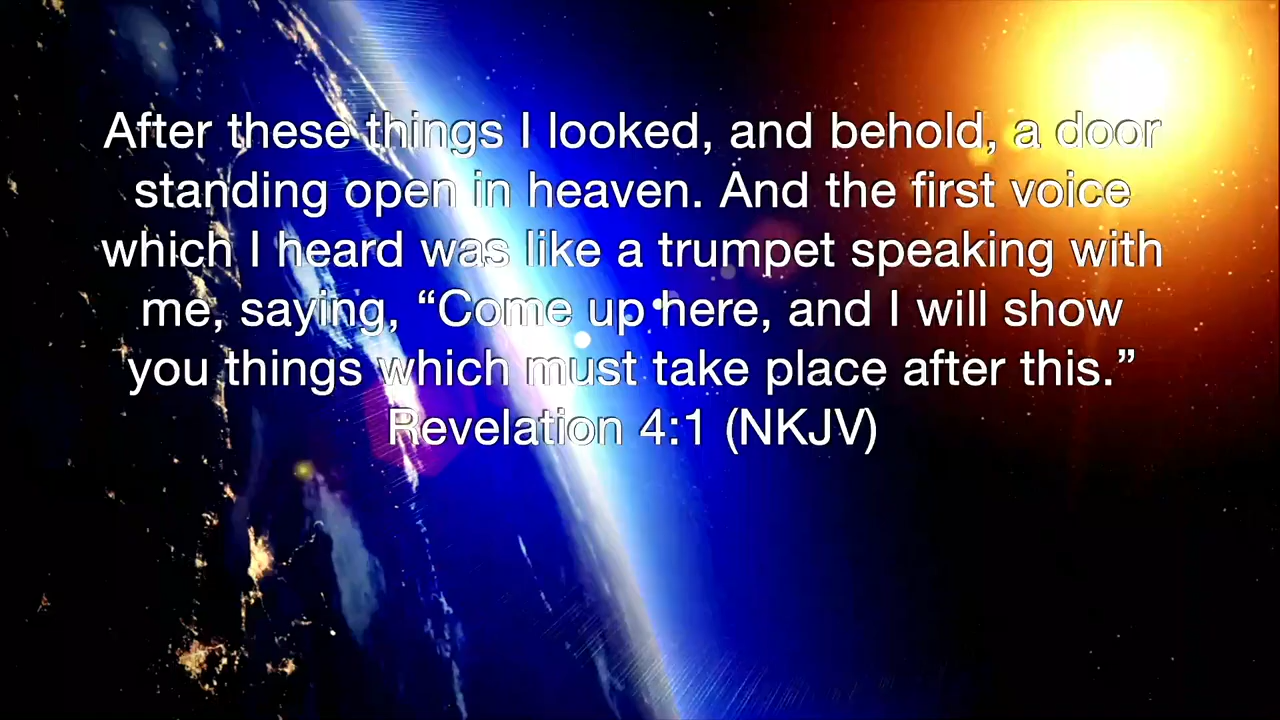 After these things I looked, and behold, a door
standing open in heaven. And the first voice
which I heard was like a trumpet speaking with
me, saying, “Come up here, and I will show
you things which must take place after this.”
Revelation 4:1 (NKJV)